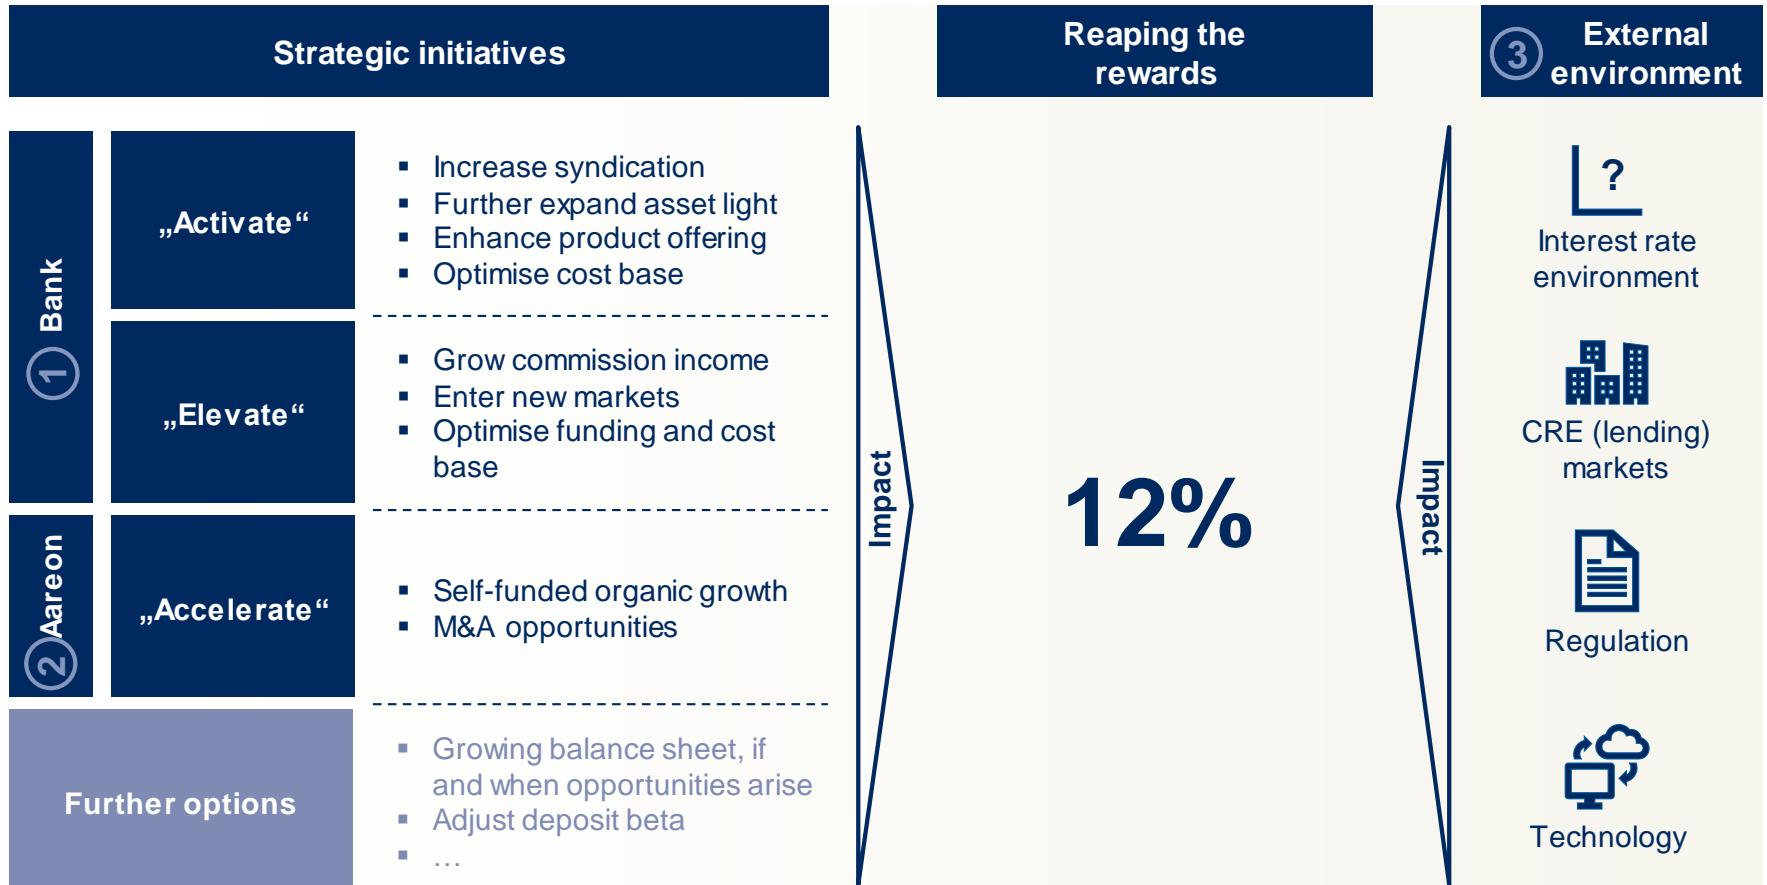 Strategic initiatives
Reaping the
rewards
3
External
environment
1
Bank
„Activate“
▪ Increase syndication
▪ Further expand asset light
▪ Enhance product offering
▪ Optimise cost base
„Elevate“
▪ Grow commission income
▪ Enter new markets
▪ Optimise funding and cost
base
2
Aareon
„Accelerate“
▪ Self-funded organic growth
▪ M&A opportunities
Further options
▪ Growing balance sheet, if
and when opportunities arise
▪ Adjust deposit beta
▪ …
Impact
12%
Impact
?
Interest rate
environment
CRE (lending)
markets
Regulation
Technology